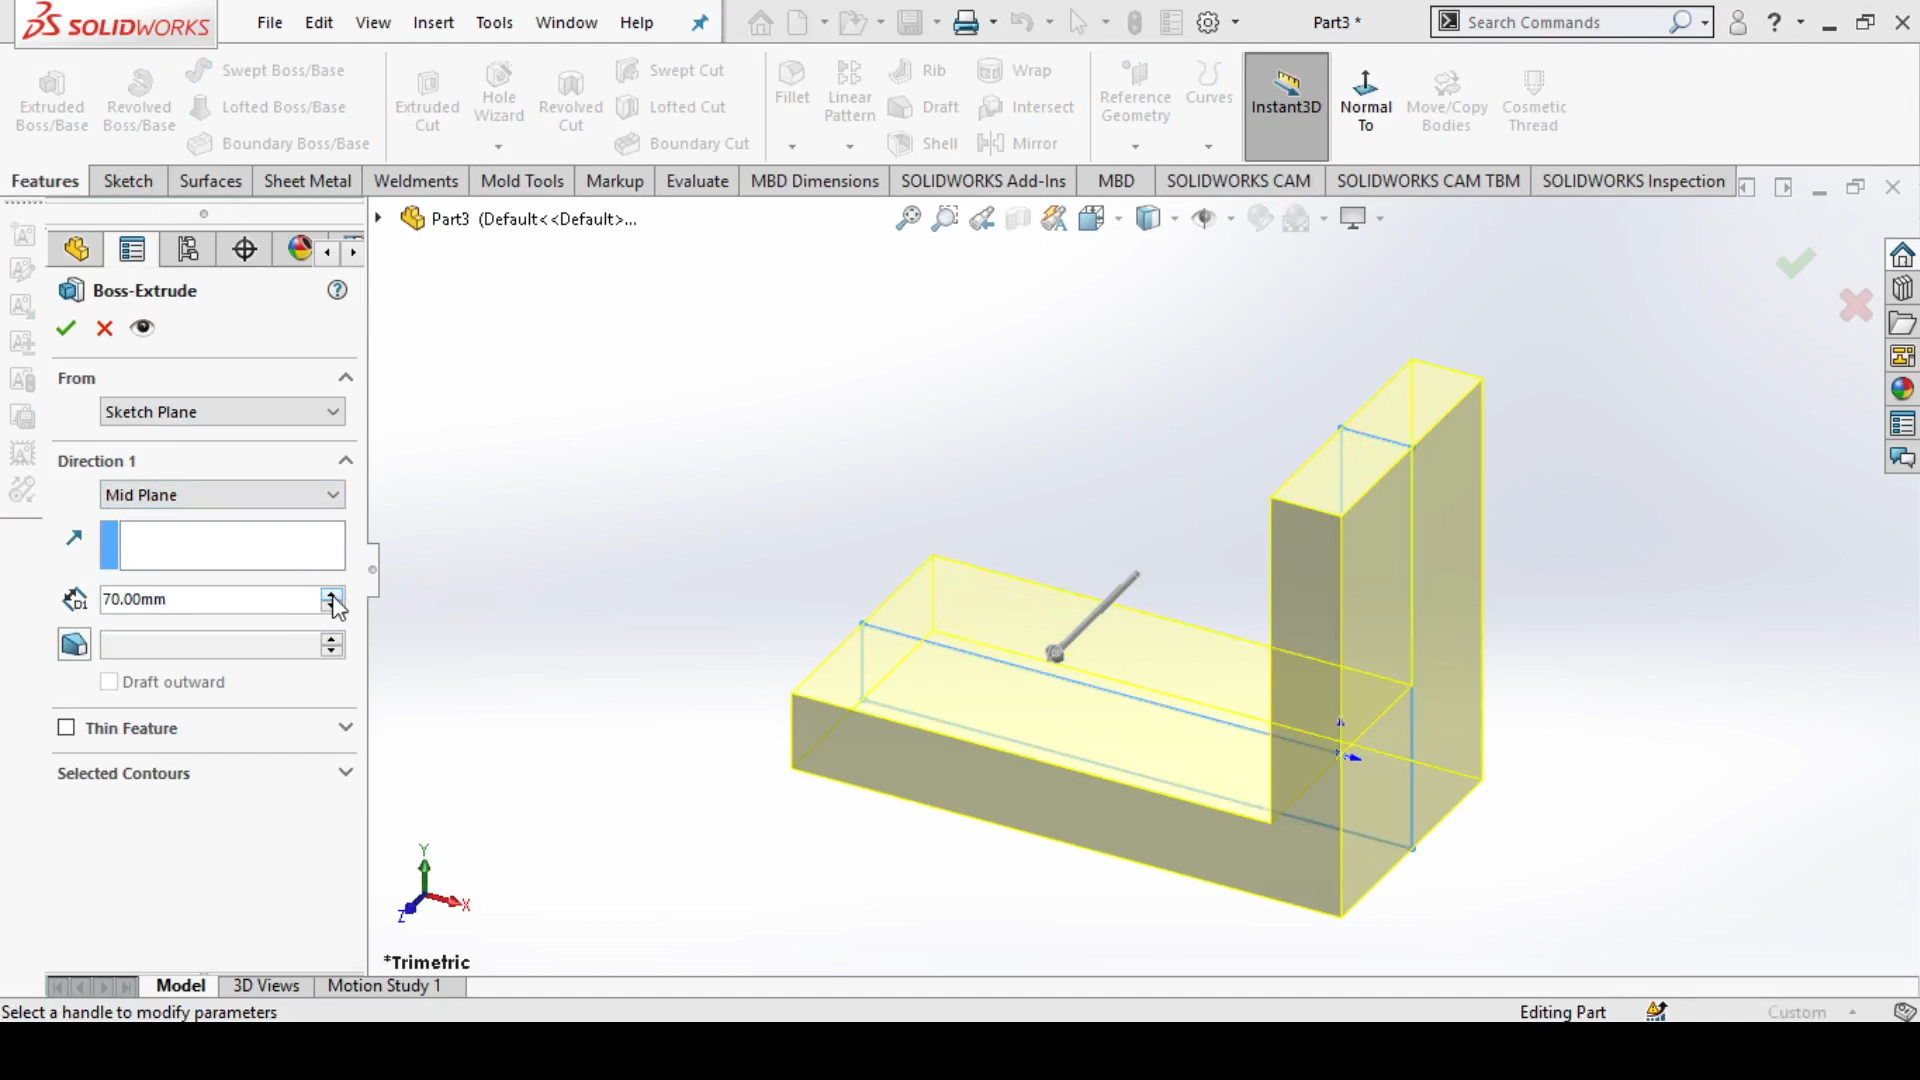 SOLIDWORKS File Edit View Insert Tools Window Help Part3 * Search Commands ?
Extruded Boss/Base
Revolved Boss/Base
Swept Boss/Base
Lofted Boss/Base
Boundary Boss/Base
Extruded Cut
Hole Wizard
Revolved Cut
Swept Cut
Lofted Cut
Boundary Cut
Fillet
Linear Pattern
Rib
Draft
Shell
Wrap
Intersect
Mirror
Reference Geometry
Curves
Instant3D
Normal To
Move/Copy Bodies
Cosmetic Thread
Features Sketch Surfaces Sheet Metal Weldments Mold Tools Markup Evaluate MBD Dimensions SOLIDWORKS Add-Ins MBD SOLIDWORKS CAM SOLIDWORKS CAM TBM SOLIDWORKS Inspection
Part3 (Default<<Default>...
Boss-Extrude ?
From
Sketch Plane
Direction 1
Mid Plane
D1 70.00mm
Draft outward
Thin Feature
Selected Contours
Y
X
Z
*Trimetric
Model 3D Views Motion Study 1
Select a handle to modify parameters Editing Part Custom